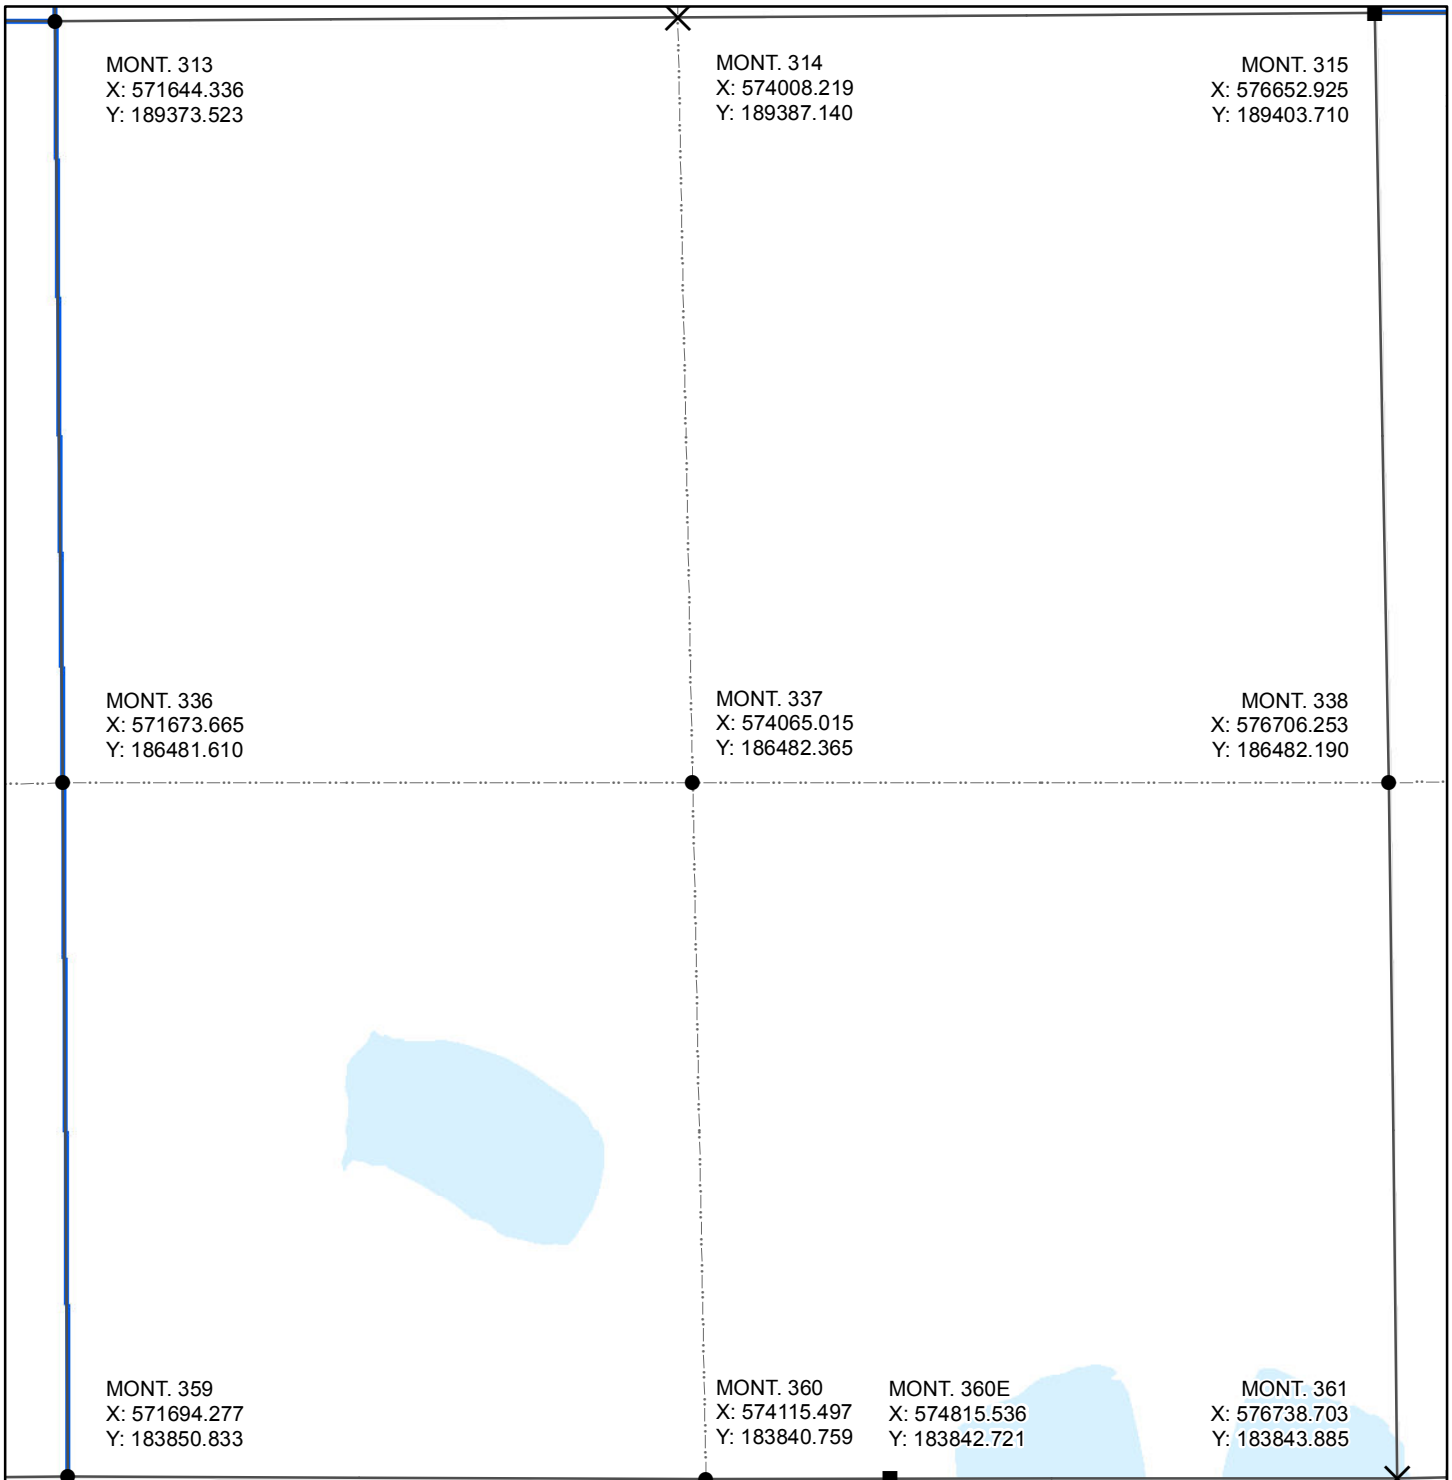 MONT. 313
X: 571644.336
Y: 189373.523
MONT. 314
X: 574008.219
Y: 189387.140
MONT. 315
X: 576652.925
Y: 189403.710
MONT. 336
X: 571673.665
Y: 186481.610
MONT. 337
X: 574065.015
Y: 186482.365
MONT. 338
X: 576706.253
Y: 186482.190
MONT. 359
X: 571694.277
Y: 183850.833
MONT. 360
X: 574115.497
Y: 183840.759
MONT. 360E
X: 574815.536
Y: 183842.721
MONT. 361
X: 576738.703
Y: 183843.885